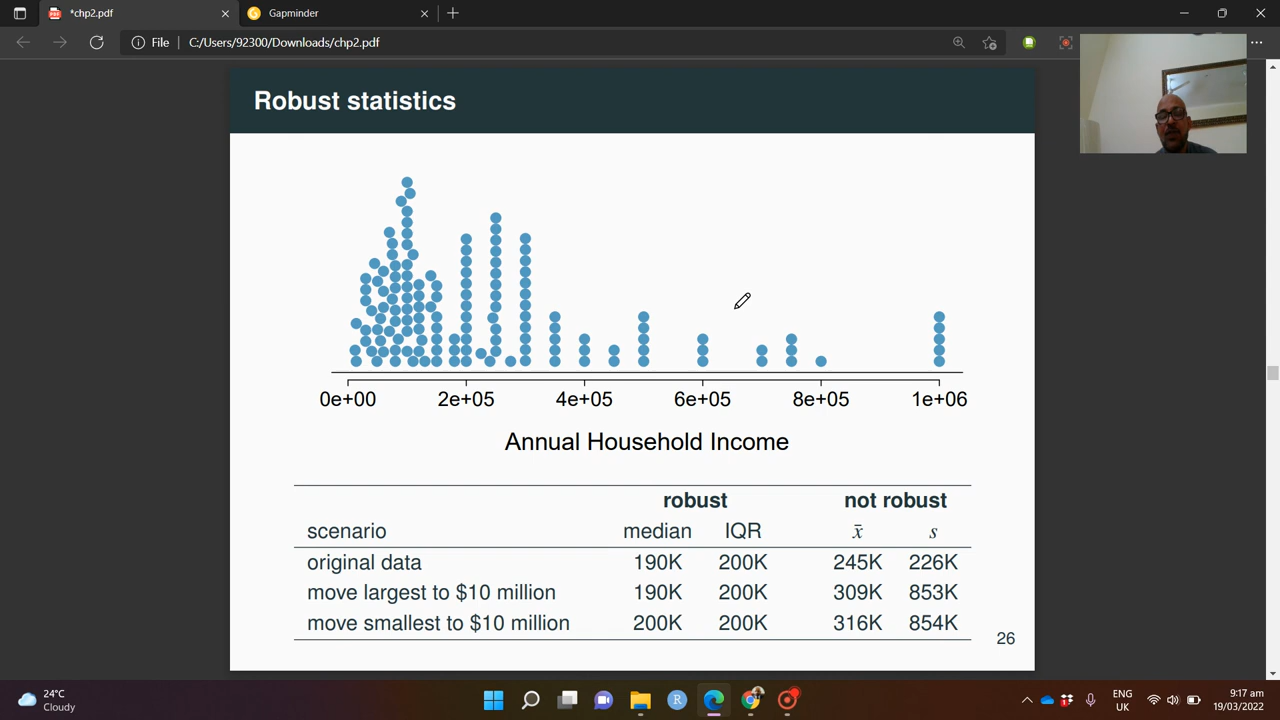 *chp2.pdf
Gapminder
File
C:/Users/92300/Downloads/chp2.pdf
Robust statistics
0e+00 2e+05 4e+05 6e+05 8e+05 1e+06
Annual Household Income
robust not robust
scenario median IQR x̄ s
original data 190K 200K 245K 226K
move largest to $10 million 190K 200K 309K 853K
move smallest to $10 million 200K 200K 316K 854K
26
24°C
Cloudy
ENG
UK
9:17 am
19/03/2022